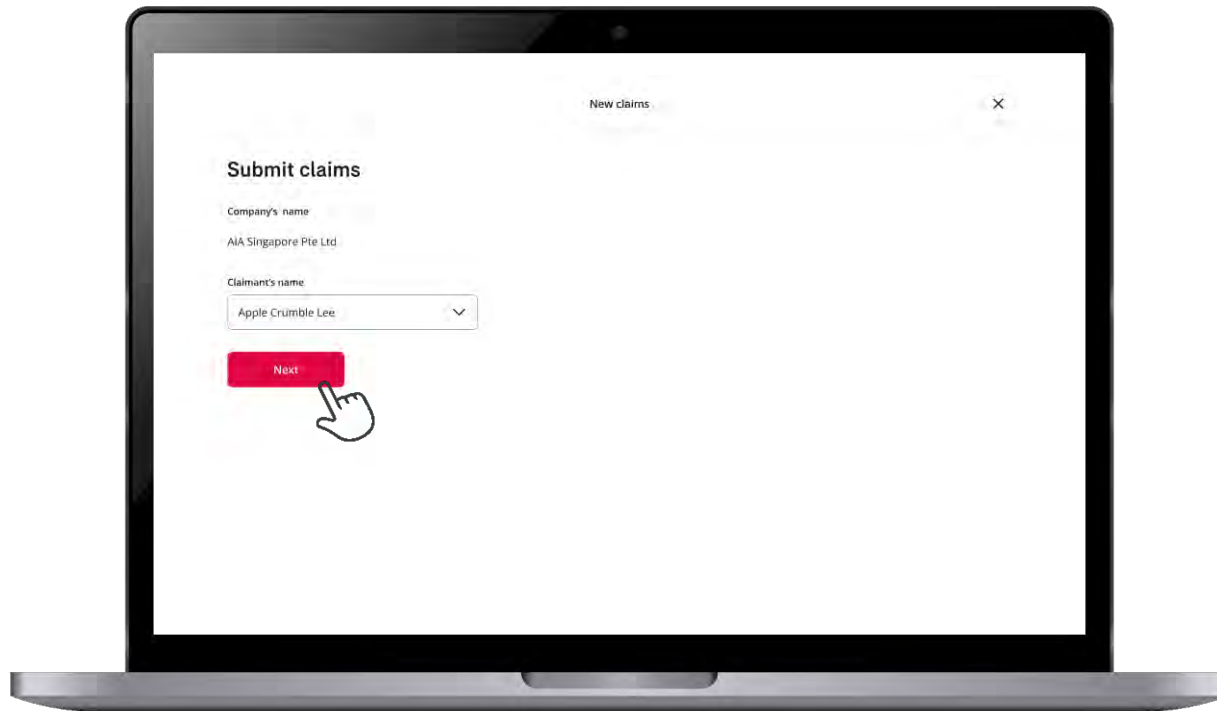 New claims
Submit claims
Company's name
AIA Singapore Pte Ltd
Claimant's name
Apple Crumble Lee
Next